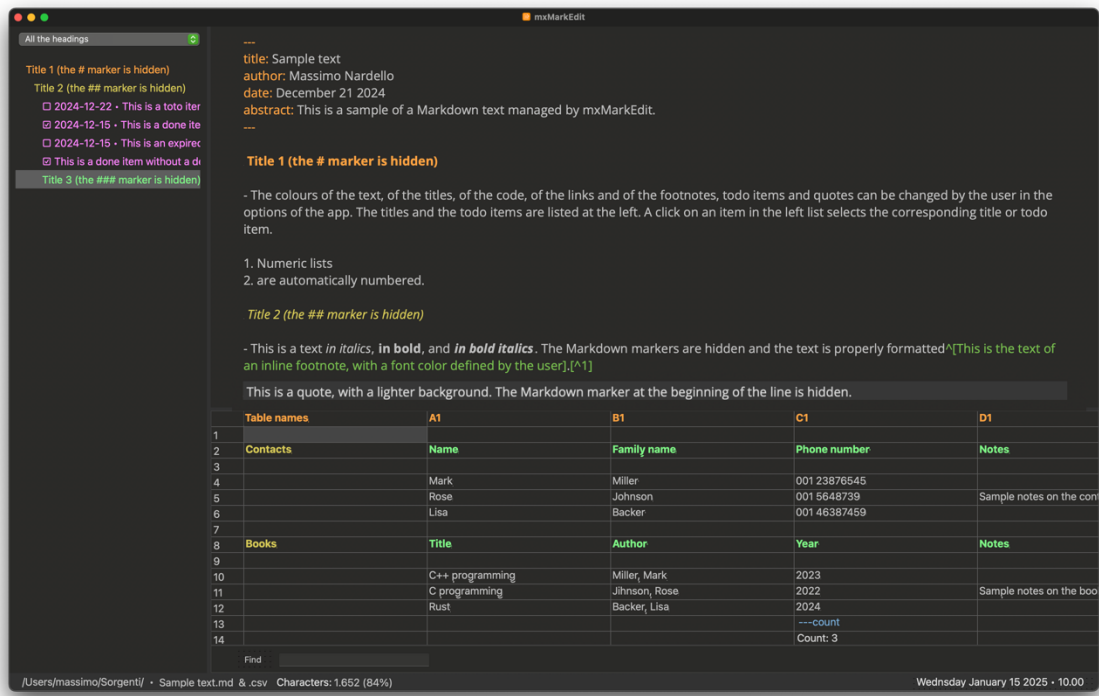 mxMarkEdit
All the headings
Title 1 (the # marker is hidden)
Title 2 (the ## marker is hidden)
☐ 2024-12-22 • This is a toto iter
☑ 2024-12-15 • This is a done ite
☐ 2024-12-15 • This is an expired
☑ This is a done item without a d
Title 3 (the ### marker is hidden)
---
title: Sample text
author: Massimo Nardello
date: December 21 2024
abstract: This is a sample of a Markdown text managed by mxMarkEdit.
---
Title 1 (the # marker is hidden)
- The colours of the text, of the titles, of the code, of the links and of the footnotes, todo items and quotes can be changed by the user in the
options of the app. The titles and the todo items are listed at the left. A click on an item in the left list selects the corresponding title or todo
item.
1. Numeric lists
2. are automatically numbered.
Title 2 (the ## marker is hidden)
- This is a text in italics, in bold, and in bold italics. The Markdown markers are hidden and the text is properly formatted^[This is the text of
an inline footnote, with a font color defined by the user].[^1]
This is a quote, with a lighter background. The Markdown marker at the beginning of the line is hidden.
Table names A1 B1 C1 D1
1
2 Contacts Name Family name Phone number Notes
3
4 Mark Miller 001 23876545
5 Rose Johnson 001 5648739 Sample notes on the cont
6 Lisa Backer 001 46387459
7
8 Books Title Author Year Notes
9
10 C++ programming Miller, Mark 2023
11 C programming Jihnson, Rose 2022 Sample notes on the boo
12 Rust Backer, Lisa 2024
13 ---count
14 Count: 3
Find
/Users/massimo/Sorgenti/ • Sample text.md & .csv Characters: 1.652 (84%) Wednsday January 15 2025 • 10.00